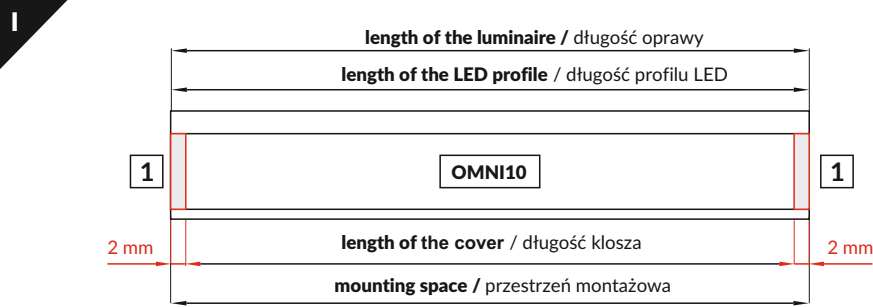 I
length of the luminaire / długość oprawy
length of the LED profile / długość profilu LED
1
OMNI10
1
2 mm
length of the cover / długość klosza
2 mm
mounting space / przestrzeń montażowa